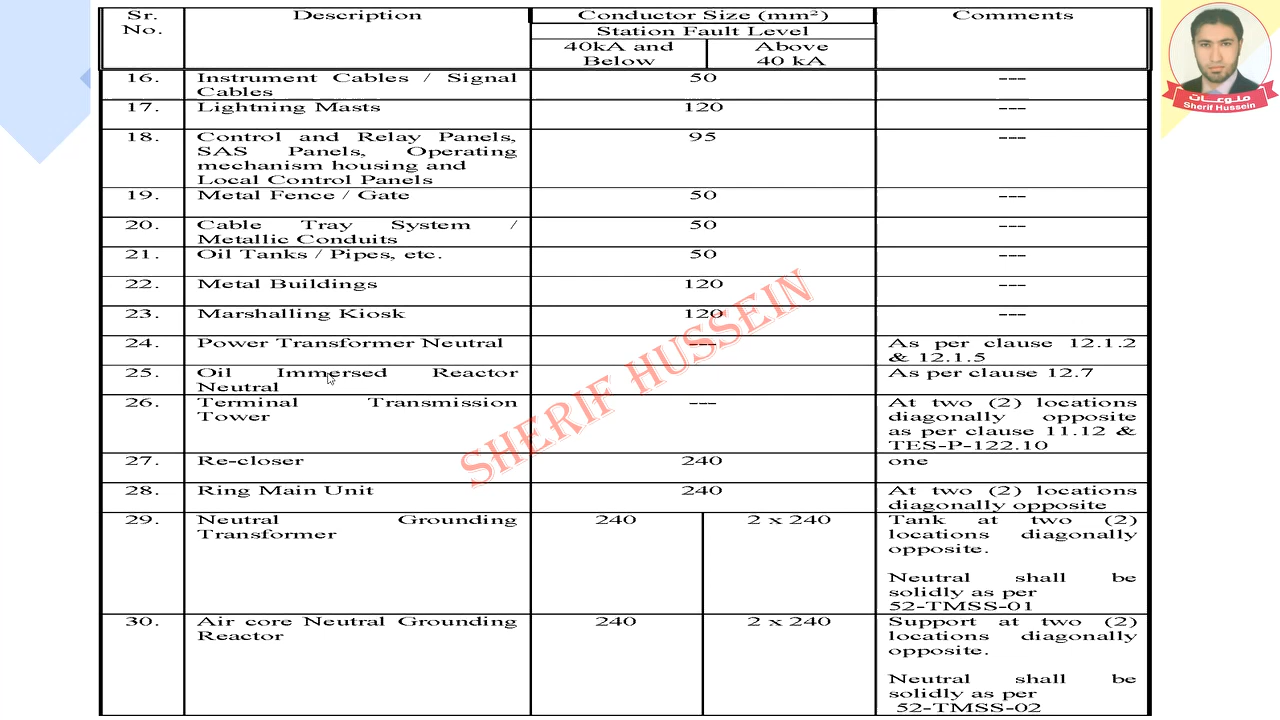 Sr. No. Description Conductor Size (mm²) Comments
Station Fault Level
40kA and Below Above 40 kA
16. Instrument Cables / Signal 50 ---
Cables
17. Lightning Masts 120 ---
18. Control and Relay Panels, 95 ---
SAS Panels, Operating
mechanism housing and
Local Control Panels
19. Metal Fence / Gate 50 ---
20. Cable Tray System / 50 ---
Metallic Conduits
21. Oil Tanks / Pipes, etc. 50 ---
22. Metal Buildings 120 ---
23. Marshalling Kiosk 120 ---
24. Power Transformer Neutral --- As per clause 12.1.2
& 12.1.5
25. Oil Immersed Reactor As per clause 12.7
Neutral
26. Terminal Transmission --- At two (2) locations
Tower diagonally opposite
as per clause 11.12 &
TES-P-122.10
27. Re-closer 240 one
28. Ring Main Unit 240 At two (2) locations
diagonally opposite
29. Neutral Grounding 240 2 x 240 Tank at two (2)
Transformer locations diagonally
opposite.
Neutral shall be
solidly as per
52-TMSS-01
30. Air core Neutral Grounding 240 2 x 240 Support at two (2)
Reactor locations diagonally
opposite.
Neutral shall be
solidly as per
52-TMSS-02
SHERIF HUSSEIN
منوعات
Sherif Hussein